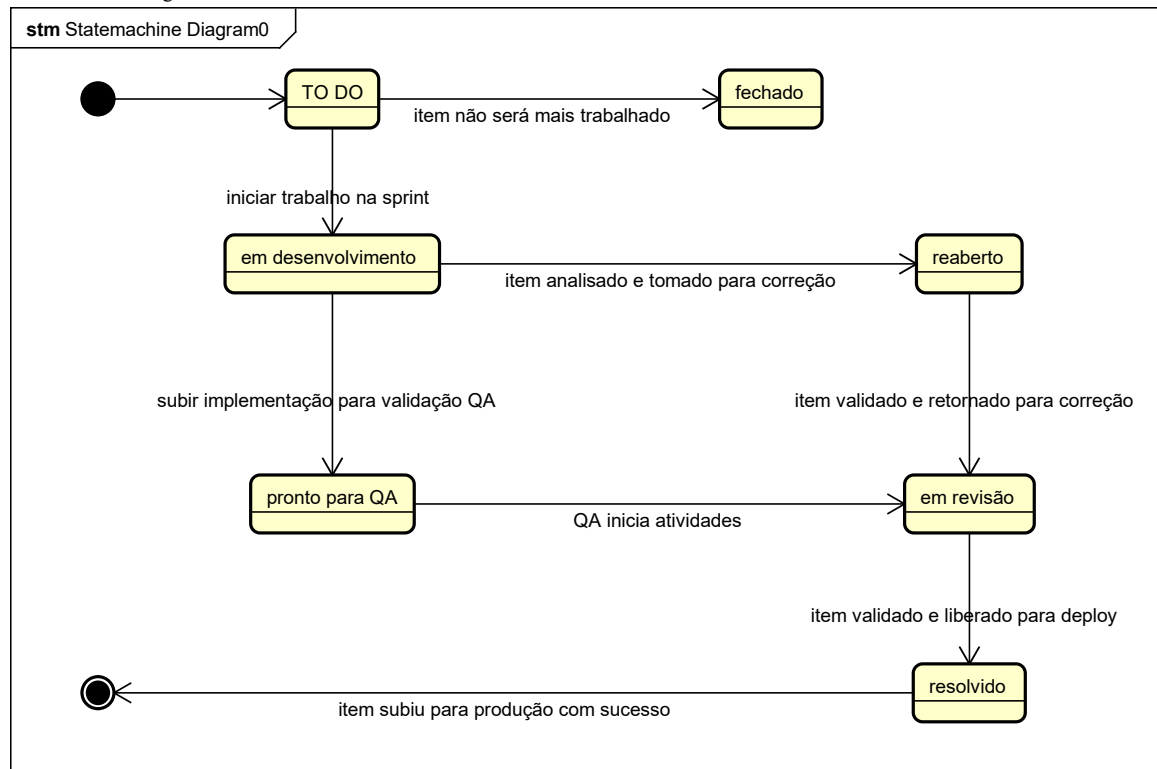 stm Statemachine Diagram0
TO DO
fechado
item não será mais trabalhado
iniciar trabalho na sprint
em desenvolvimento
reaberto
item analisado e tomado para correção
subir implementação para validação QA
item validado e retornado para correção
pronto para QA
em revisão
QA inicia atividades
item validado e liberado para deploy
resolvido
item subiu para produção com sucesso